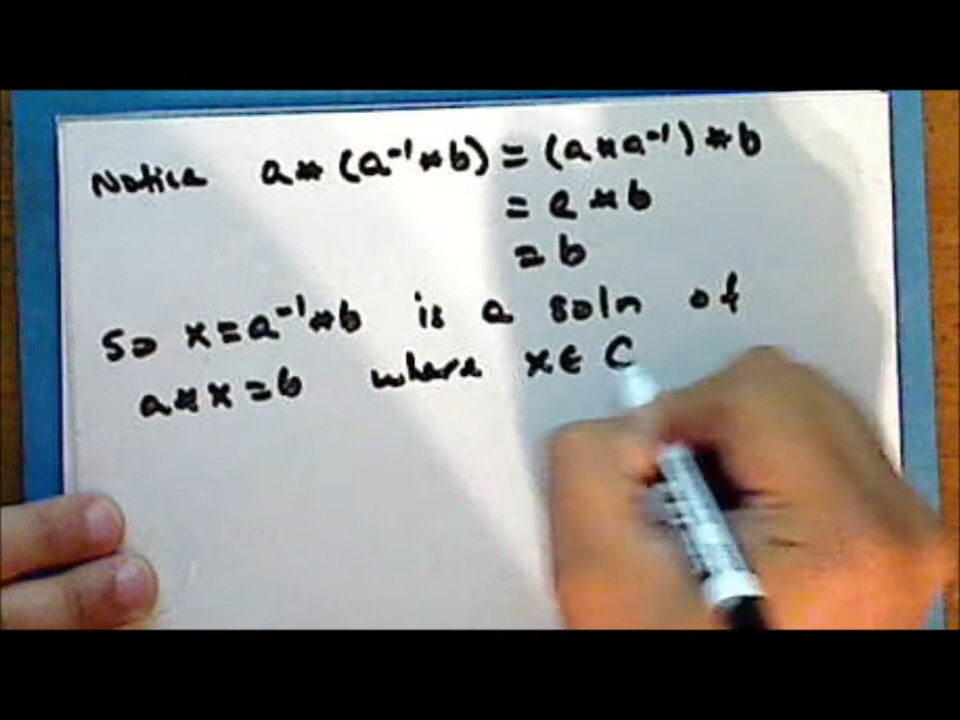 Notice a * (a⁻¹ * b) = (a * a⁻¹) * b
= e * b
= b
So x = a⁻¹ * b is a soln of
a * x = b where x ∈ C